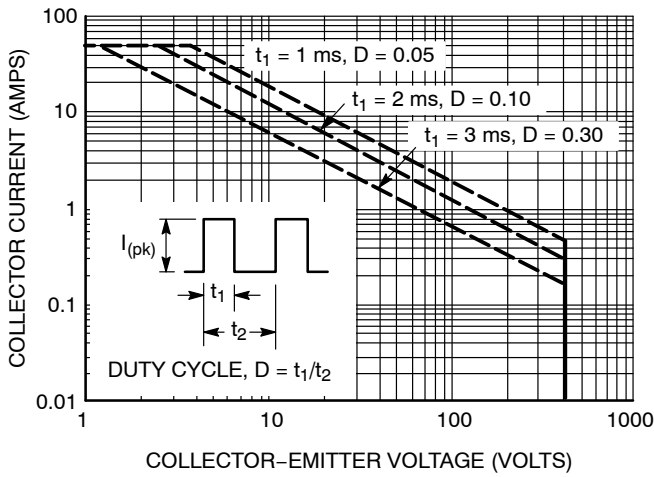 100
10
1
0.1
0.01
COLLECTOR CURRENT (AMPS)
t₁ = 1 ms, D = 0.05
t₁ = 2 ms, D = 0.10
t₁ = 3 ms, D = 0.30
I(pk)
t₁
t₂
DUTY CYCLE, D = t₁/t₂
1 10 100 1000
COLLECTOR−EMITTER VOLTAGE (VOLTS)